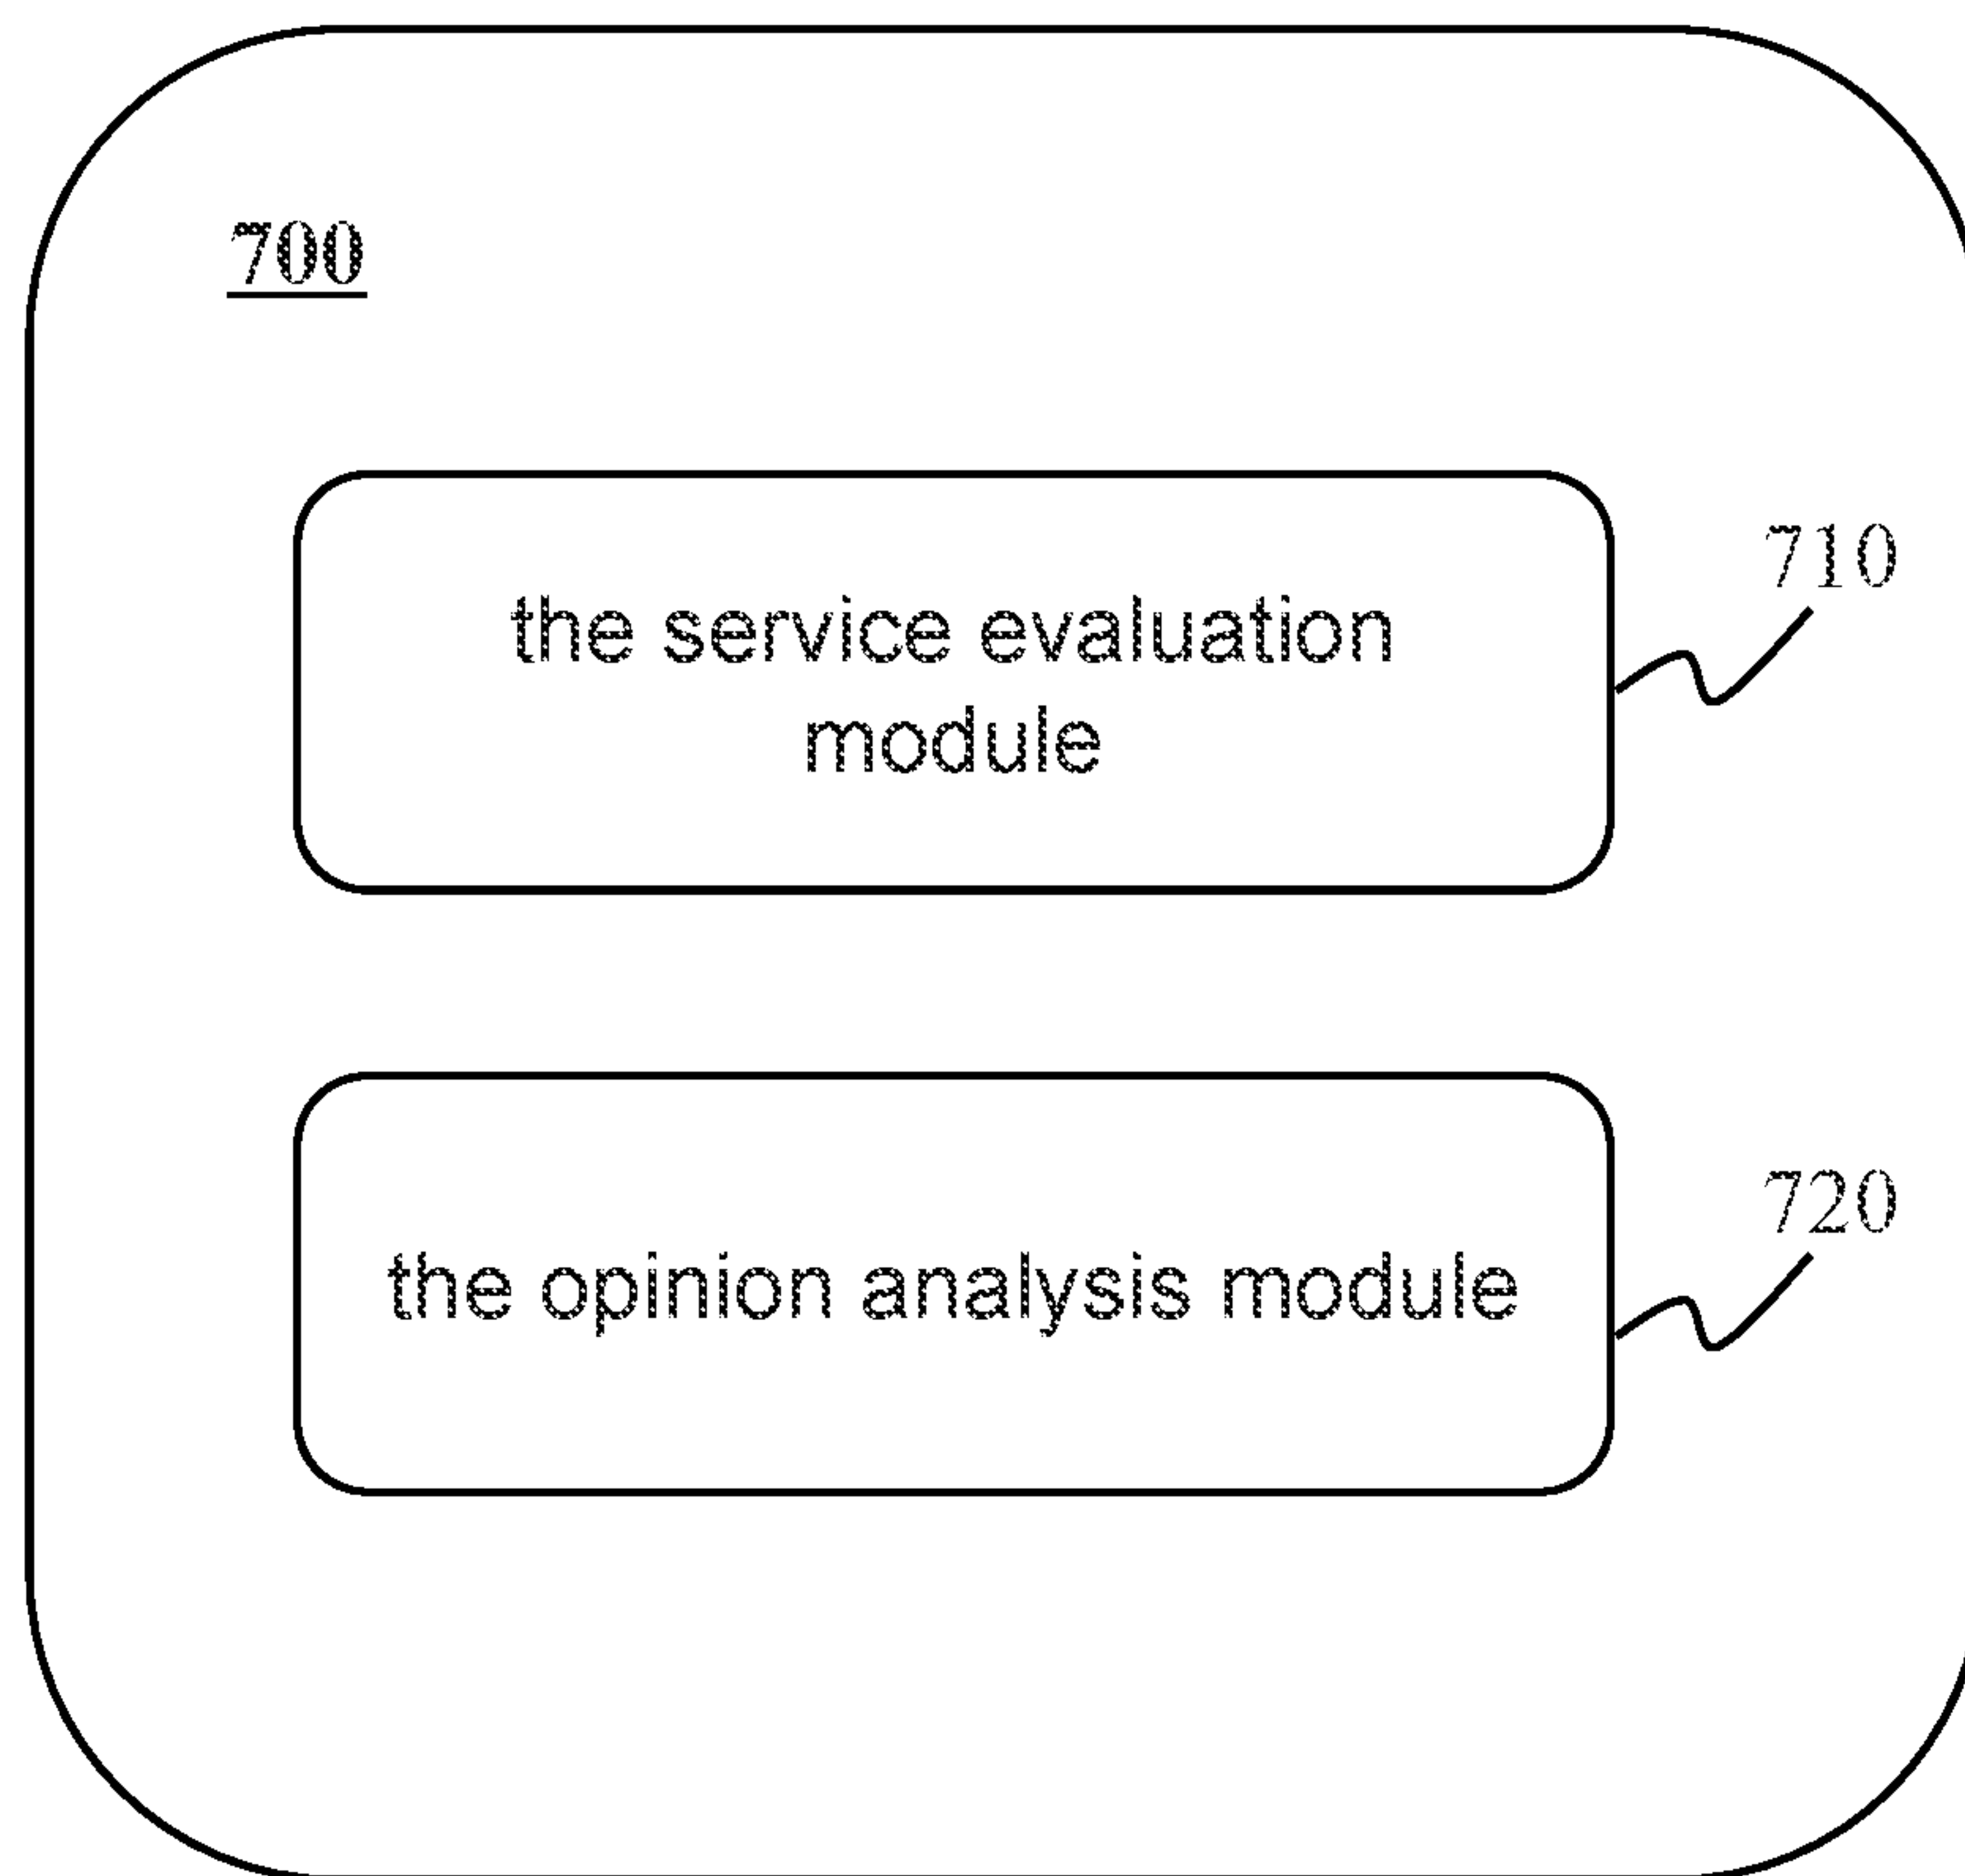 700
710
the service evaluation
module
720
the opinion analysis module